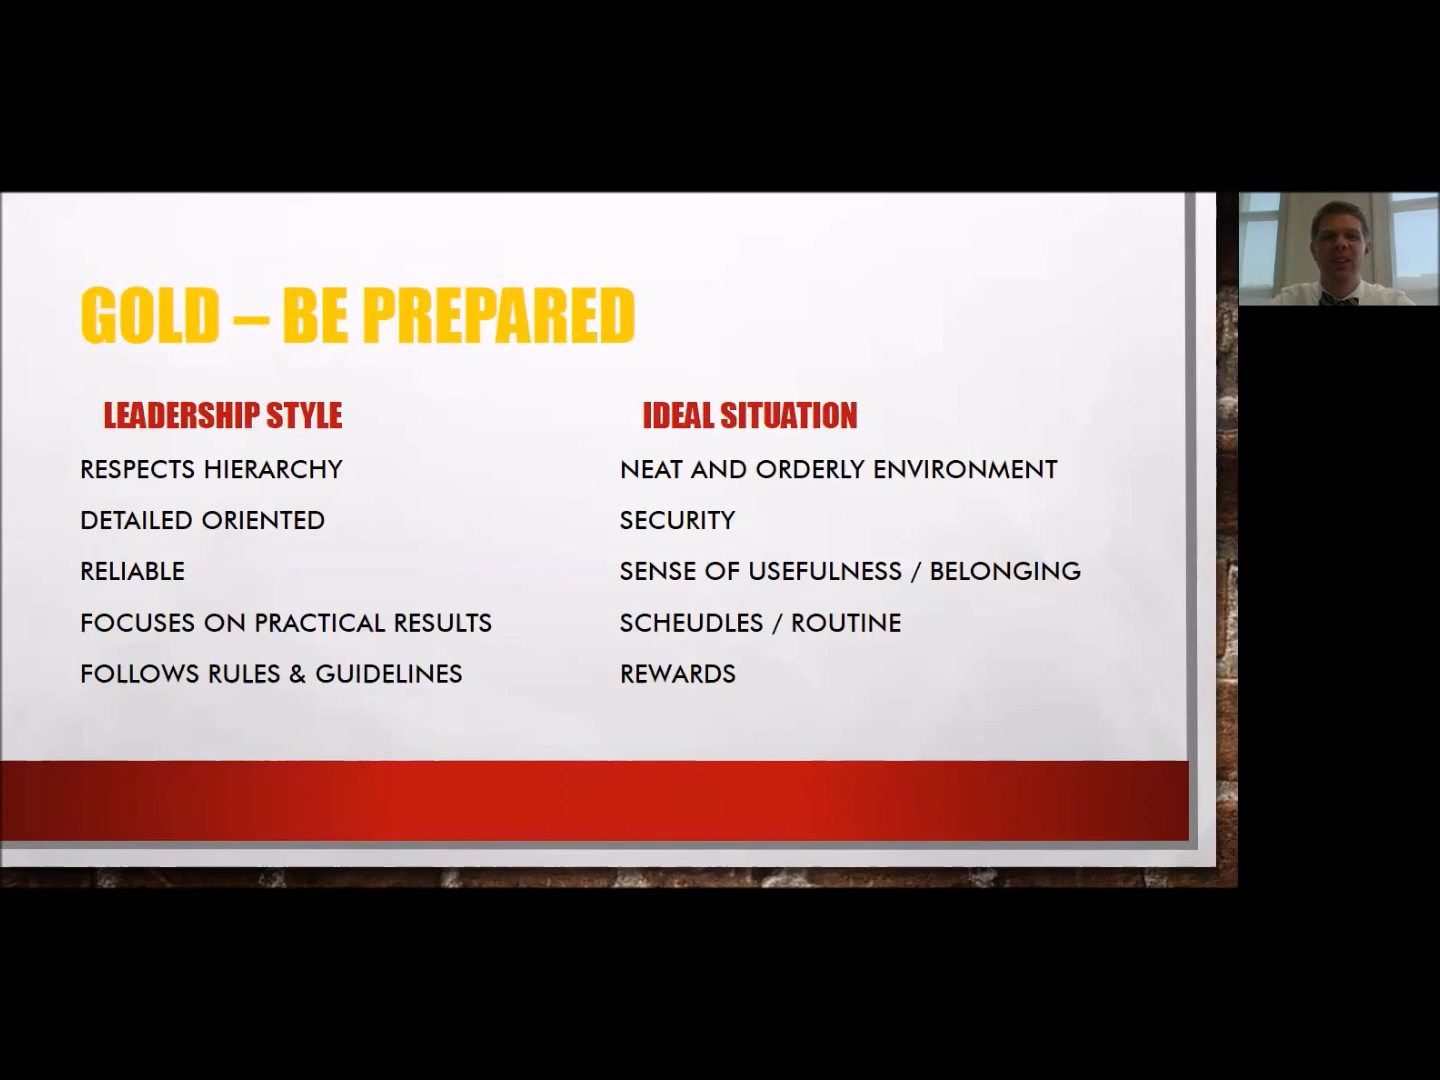 GOLD – BE PREPARED
LEADERSHIP STYLE
RESPECTS HIERARCHY
DETAILED ORIENTED
RELIABLE
FOCUSES ON PRACTICAL RESULTS
FOLLOWS RULES & GUIDELINES
IDEAL SITUATION
NEAT AND ORDERLY ENVIRONMENT
SECURITY
SENSE OF USEFULNESS / BELONGING
SCHEUDLES / ROUTINE
REWARDS